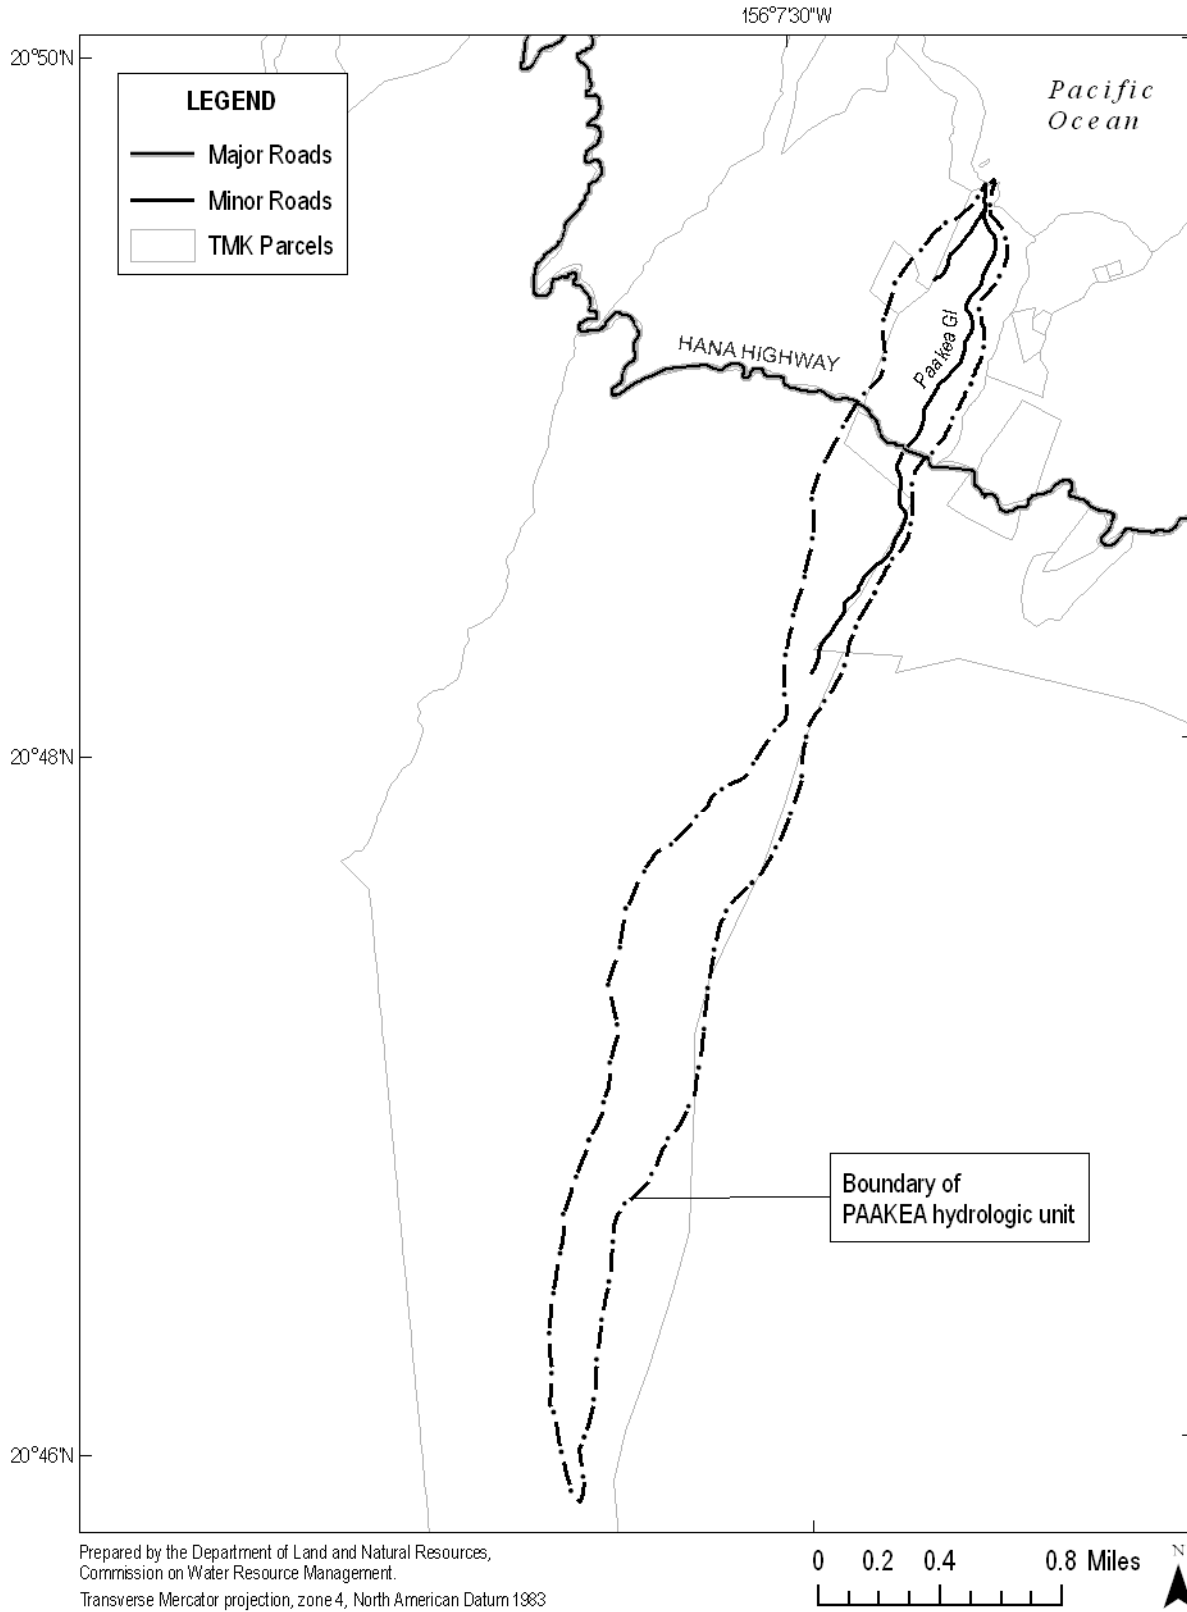 156°7'30"W
20°50'N
Pacific
Ocean
LEGEND
Major Roads
Minor Roads
TMK Parcels
HANA HIGHWAY
Paakea Gl
20°48'N
Boundary of
PAAKEA hydrologic unit
20°46'N
Prepared by the Department of Land and Natural Resources,
Commission on Water Resource Management.
Transverse Mercator projection, zone 4, North American Datum 1983
0 0.2 0.4 0.8 Miles
N